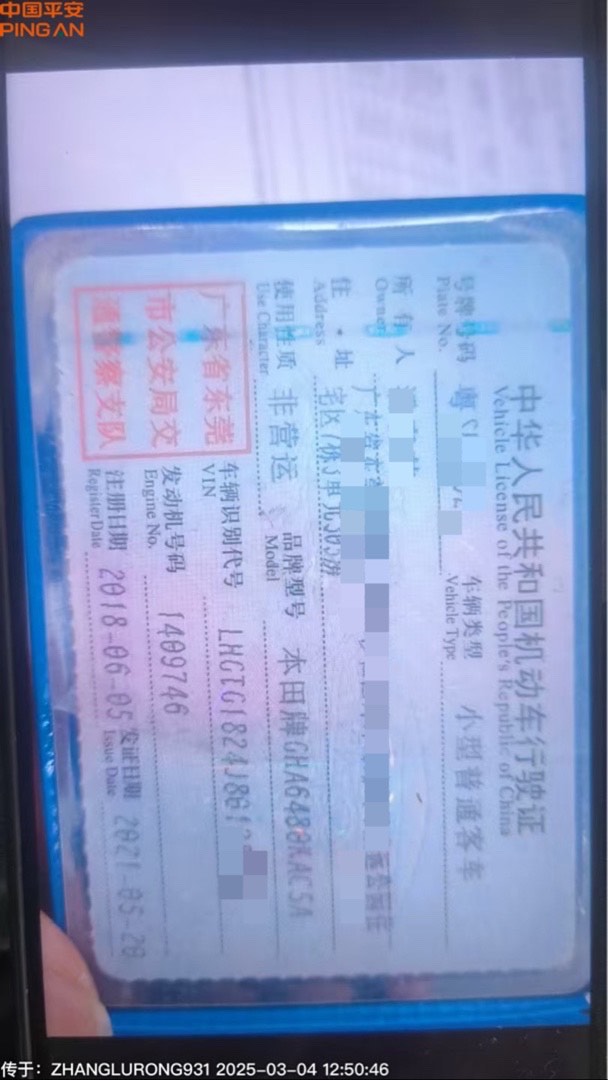 中国平安
PINGAN
中华人民共和国机动车行驶证
Vehicle License of the People's Republic of China
号牌号码 粤 车辆类型 小型普通客车
Plate No. Vehicle Type
所有人
Owner
住址
Address
使用性质 非营运 品牌型号 本田牌GHA6480KAC5A
Use Character Model
广东省东莞
市公安局交
通警察支队
车辆识别代号 LHGTG1824J861
VIN
发动机号码 1409746
Engine No.
注册日期 2018-06-05 发证日期 2021-05-20
Register Date Issue Date
传于：ZHANGLURONG931 2025-03-04 12:50:46